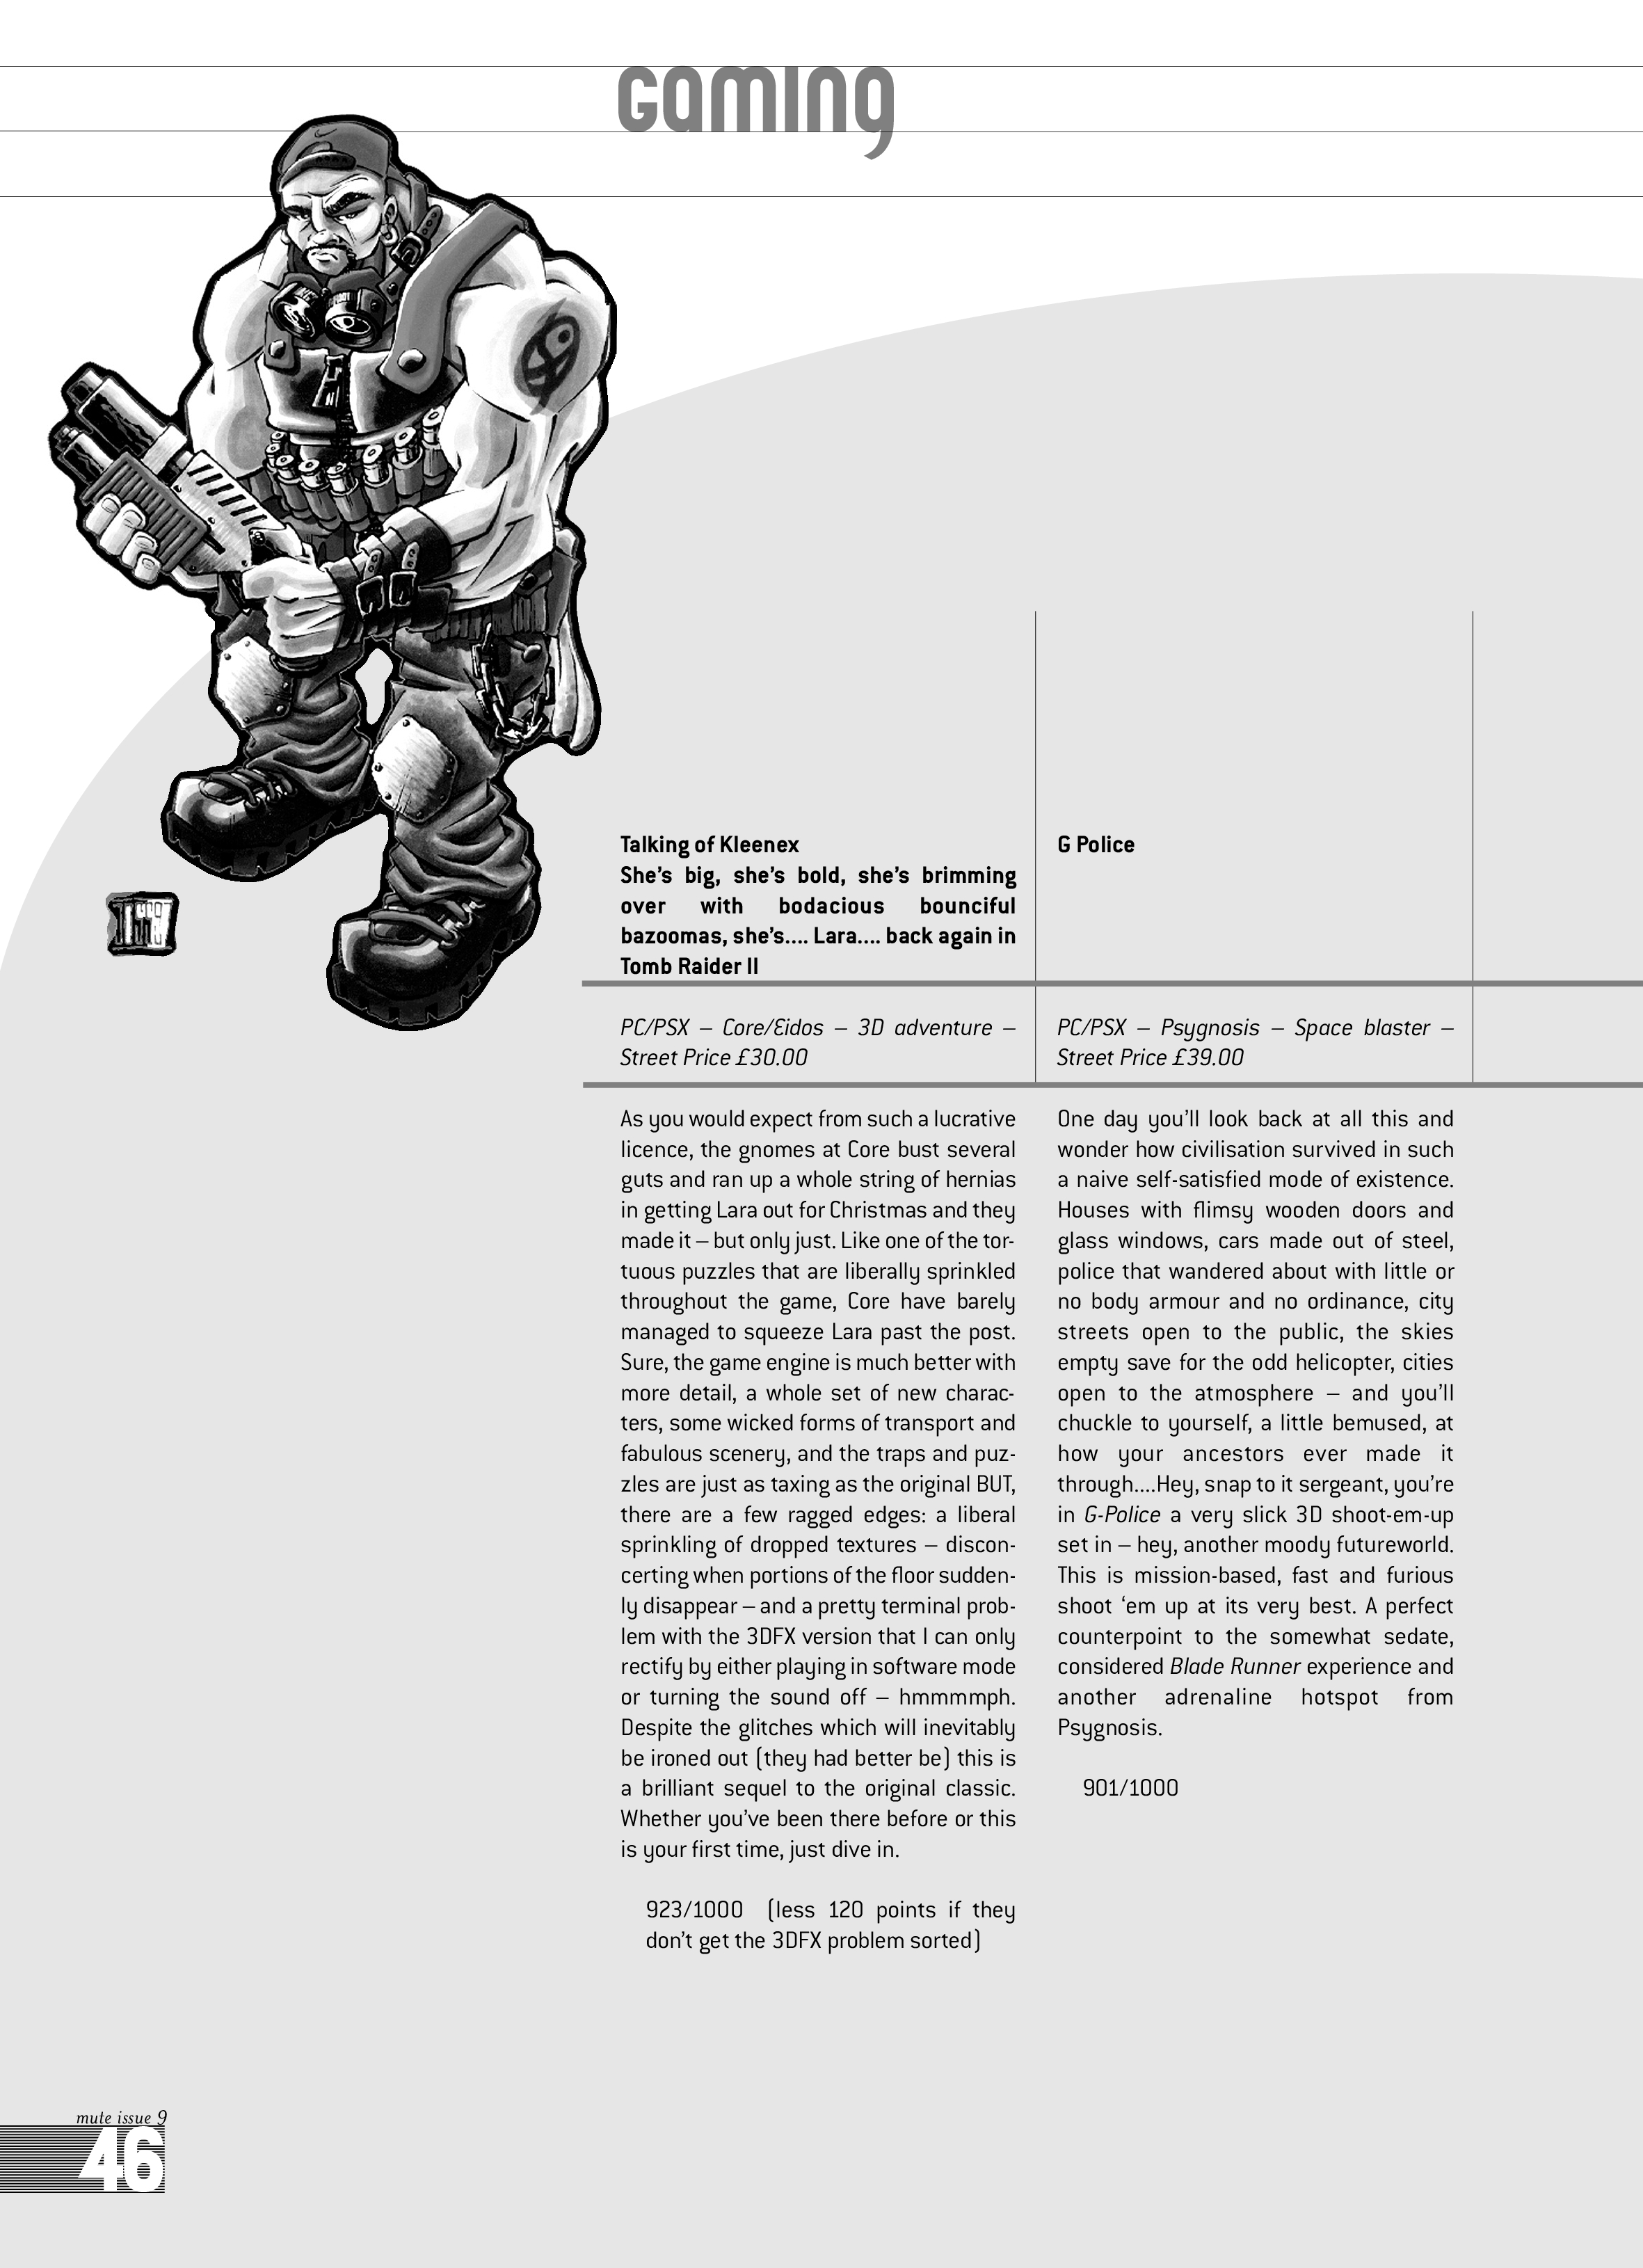 Gaming
Talking of Kleenex
She's big, she's bold, she's brimming
over with bodacious bounciful
bazoomas, she's.... Lara.... back again in
Tomb Raider II
PC/PSX – Core/Eidos – 3D adventure –
Street Price £30.00
As you would expect from such a lucrative
licence, the gnomes at Core bust several
guts and ran up a whole string of hernias
in getting Lara out for Christmas and they
made it – but only just. Like one of the tor-
tuous puzzles that are liberally sprinkled
throughout the game, Core have barely
managed to squeeze Lara past the post.
Sure, the game engine is much better with
more detail, a whole set of new charac-
ters, some wicked forms of transport and
fabulous scenery, and the traps and puz-
zles are just as taxing as the original BUT,
there are a few ragged edges: a liberal
sprinkling of dropped textures – discon-
certing when portions of the floor sudden-
ly disappear – and a pretty terminal prob-
lem with the 3DFX version that I can only
rectify by either playing in software mode
or turning the sound off – hmmmmph.
Despite the glitches which will inevitably
be ironed out (they had better be) this is
a brilliant sequel to the original classic.
Whether you've been there before or this
is your first time, just dive in.
923/1000 (less 120 points if they
don't get the 3DFX problem sorted)
G Police
PC/PSX – Psygnosis – Space blaster –
Street Price £39.00
One day you'll look back at all this and
wonder how civilisation survived in such
a naive self-satisfied mode of existence.
Houses with flimsy wooden doors and
glass windows, cars made out of steel,
police that wandered about with little or
no body armour and no ordinance, city
streets open to the public, the skies
empty save for the odd helicopter, cities
open to the atmosphere – and you'll
chuckle to yourself, a little bemused, at
how your ancestors ever made it
through....Hey, snap to it sergeant, you're
in G-Police a very slick 3D shoot-em-up
set in – hey, another moody futureworld.
This is mission-based, fast and furious
shoot 'em up at its very best. A perfect
counterpoint to the somewhat sedate,
considered Blade Runner experience and
another adrenaline hotspot from
Psygnosis.
901/1000
mute issue 9
46